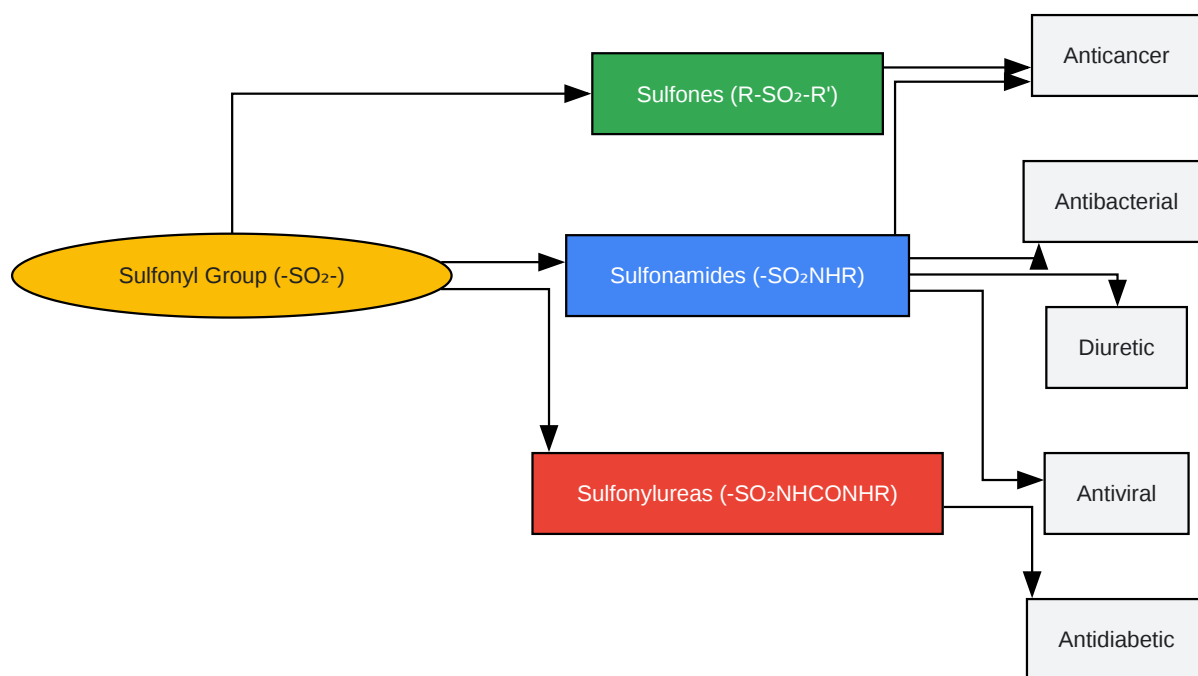 Anticancer
Sulfones (R-SO₂-R')
Antibacterial
Sulfonyl Group (-SO₂-)
Sulfonamides (-SO₂NHR)
Diuretic
Sulfonylureas (-SO₂NHCONHR)
Antiviral
Antidiabetic